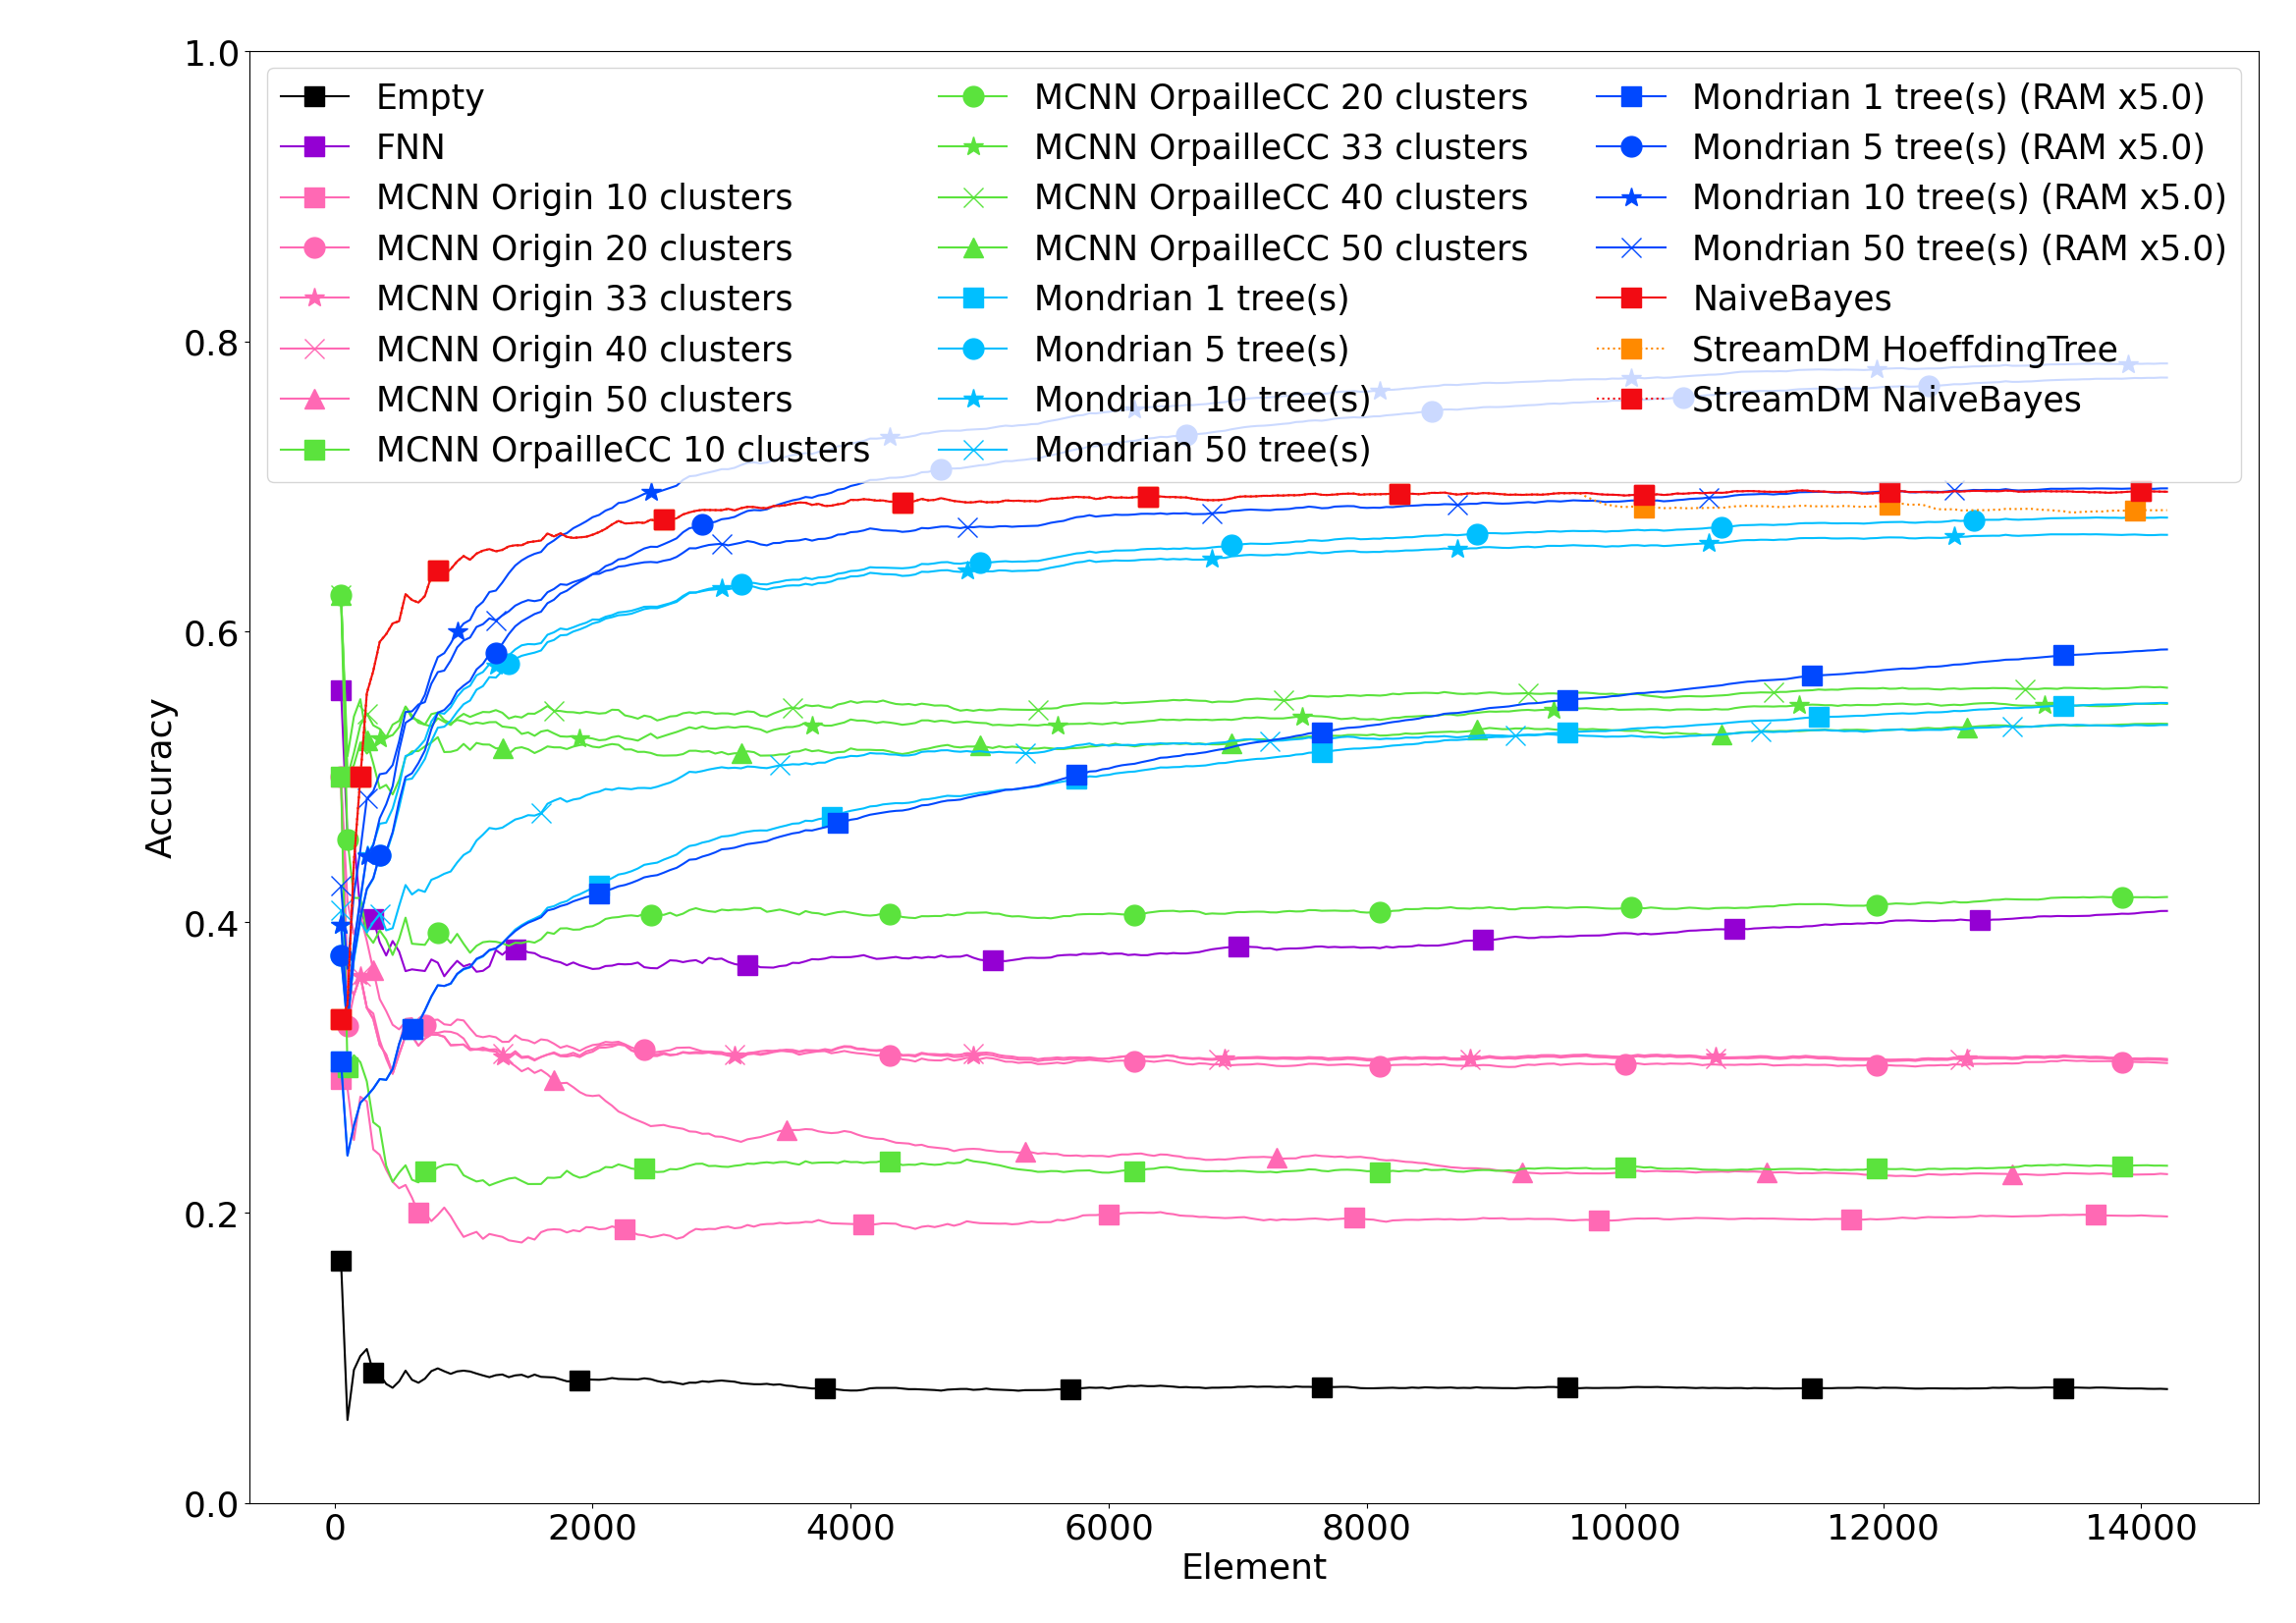 1.0
0.8
0.6
0.4
0.2
0.0
Accuracy
Empty
FNN
MCNN Origin 10 clusters
MCNN Origin 20 clusters
MCNN Origin 33 clusters
MCNN Origin 40 clusters
MCNN Origin 50 clusters
MCNN OrpailleCC 10 clusters
MCNN OrpailleCC 20 clusters
MCNN OrpailleCC 33 clusters
MCNN OrpailleCC 40 clusters
MCNN OrpailleCC 50 clusters
Mondrian 1 tree(s)
Mondrian 5 tree(s)
Mondrian 10 tree(s)
Mondrian 50 tree(s)
Mondrian 1 tree(s) (RAM x5.0)
Mondrian 5 tree(s) (RAM x5.0)
Mondrian 10 tree(s) (RAM x5.0)
Mondrian 50 tree(s) (RAM x5.0)
NaiveBayes
StreamDM HoeffdingTree
StreamDM NaiveBayes
0 2000 4000 6000 8000 10000 12000 14000
Element